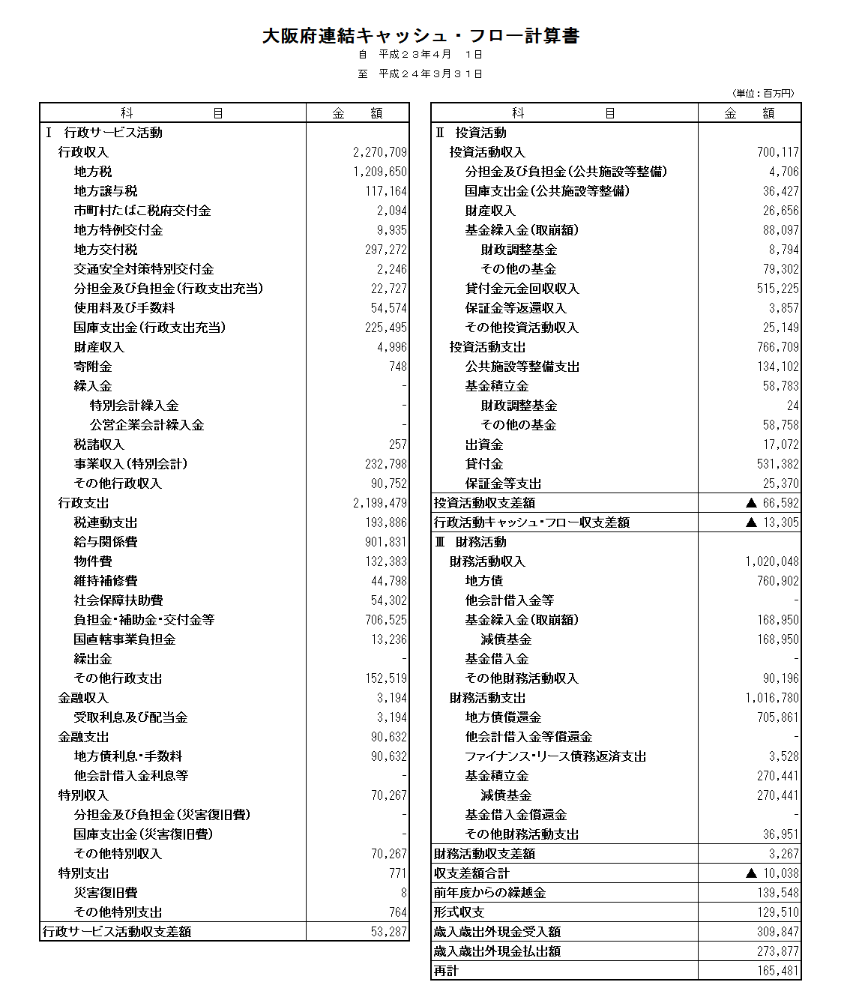 大阪府連結キャッシュ・フロー計算書
自　平成２３年４月　１日
至　平成２４年３月３１日
（単位：百万円）
科　目　金　額
Ⅰ　行政サービス活動
行政収入　2,270,709
地方税　1,209,650
地方譲与税　117,164
市町村たばこ税府交付金　2,094
地方特例交付金　9,935
地方交付税　297,272
交通安全対策特別交付金　2,246
分担金及び負担金（行政支出充当）　22,727
使用料及び手数料　54,574
国庫支出金（行政支出充当）　225,495
財産収入　4,996
寄附金　748
繰入金　-
特別会計繰入金　-
公営企業会計繰入金　-
税諸収入　257
事業収入（特別会計）　232,798
その他行政収入　90,752
行政支出　2,199,479
税連動支出　193,886
給与関係費　901,831
物件費　132,383
維持補修費　44,798
社会保障扶助費　54,302
負担金・補助金・交付金等　706,525
国直轄事業負担金　13,236
繰出金　-
その他行政支出　152,519
金融収入　3,194
受取利息及び配当金　3,194
金融支出　90,632
地方債利息・手数料　90,632
他会計借入金利息等　-
特別収入　70,267
分担金及び負担金（災害復旧費）　-
国庫支出金（災害復旧費）　-
その他特別収入　70,267
特別支出　771
災害復旧費　8
その他特別支出　764
行政サービス活動収支差額　53,287
科　目　金　額
Ⅱ　投資活動
投資活動収入　700,117
分担金及び負担金（公共施設等整備）　4,706
国庫支出金（公共施設等整備）　36,427
財産収入　26,656
基金繰入金（取崩額）　88,097
財政調整基金　8,794
その他の基金　79,302
貸付金元金回収収入　515,225
保証金等返還収入　3,857
その他投資活動収入　25,149
投資活動支出　766,709
公共施設等整備支出　134,102
基金積立金　58,783
財政調整基金　24
その他の基金　58,758
出資金　17,072
貸付金　531,382
保証金等支出　25,370
投資活動収支差額　▲ 66,592
行政活動キャッシュ・フロー収支差額　▲ 13,305
Ⅲ　財務活動
財務活動収入　1,020,048
地方債　760,902
他会計借入金等　-
基金繰入金（取崩額）　168,950
減債基金　168,950
基金借入金　-
その他財務活動収入　90,196
財務活動支出　1,016,780
地方債償還金　705,861
他会計借入金等償還金　-
ファイナンス・リース債務返済支出　3,528
基金積立金　270,441
減債基金　270,441
基金借入金償還金　-
その他財務活動支出　36,951
財務活動収支差額　3,267
収支差額合計　▲ 10,038
前年度からの繰越金　139,548
形式収支　129,510
歳入歳出外現金受入額　309,847
歳入歳出外現金払出額　273,877
再計　165,481